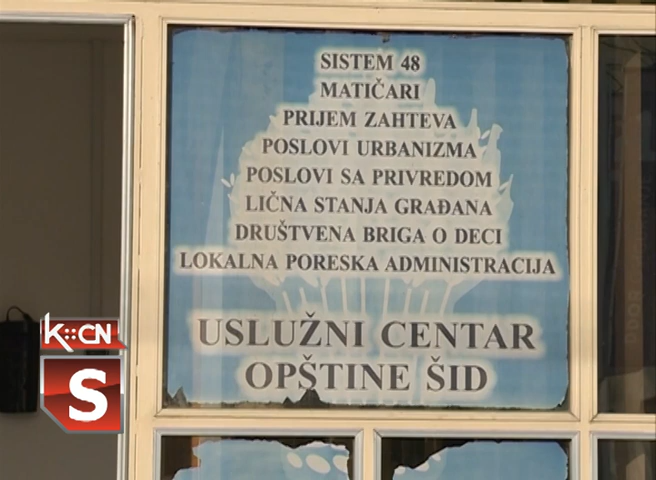 SISTEM 48
MATIČARI
PRIJEM ZAHTEVA
POSLOVI URBANIZMA
POSLOVI SA PRIVREDOM
LIČNA STANJA GRAĐANA
DRUŠTVENA BRIGA O DECI
LOKALNA PORESKA ADMINISTRACIJA
USLUŽNI CENTAR
OPŠTINE ŠID
K::CN
S